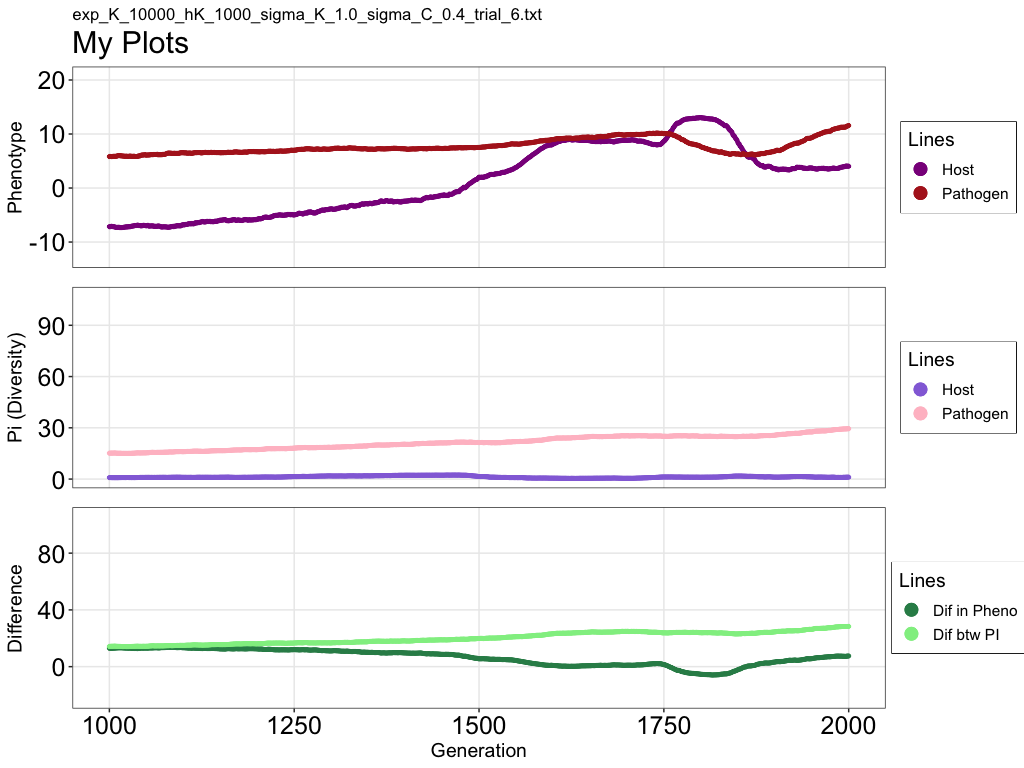 exp_K_10000_hK_1000_sigma_K_1.0_sigma_C_0.4_trial_6.txt
My Plots
Phenotype
20
10
0
-10
Lines
Host
Pathogen
Pi (Diversity)
90
60
30
0
Lines
Host
Pathogen
Difference
80
40
0
Lines
Dif in Pheno
Dif btw PI
1000 1250 1500 1750 2000
Generation